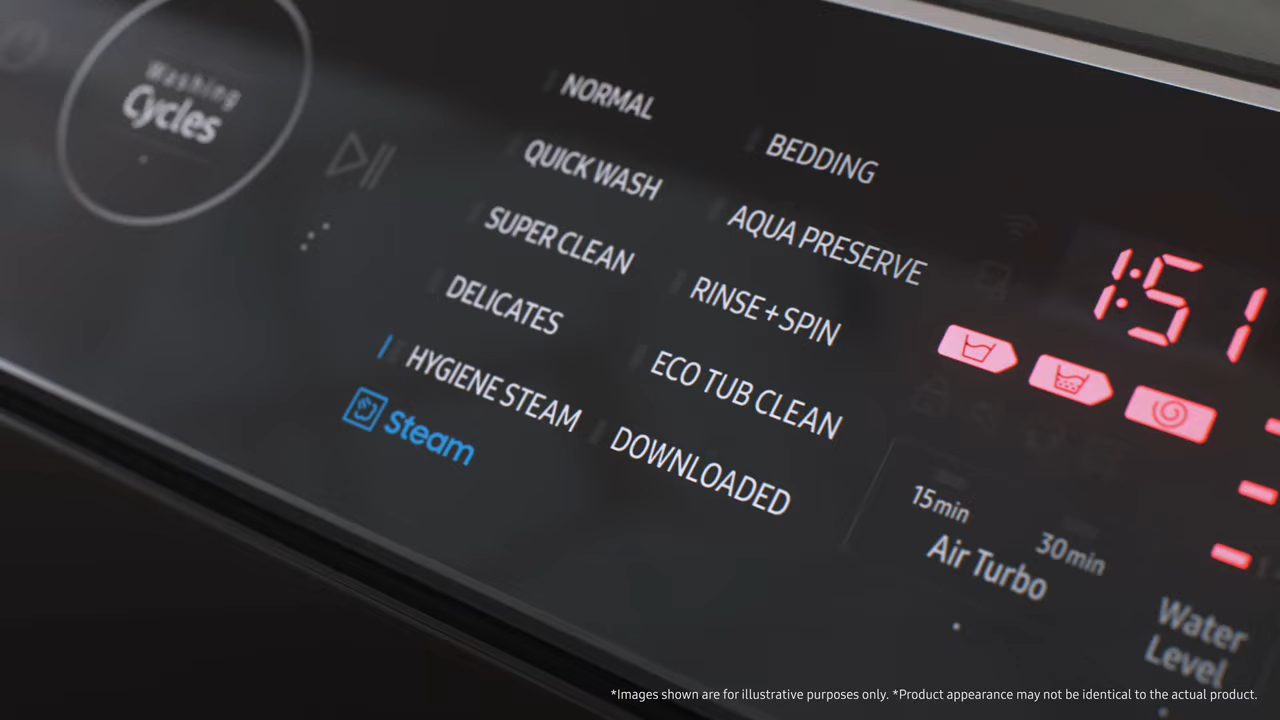 Washing
Cycles
NORMAL
QUICK WASH
SUPER CLEAN
DELICATES
HYGIENE STEAM
Steam
BEDDING
AQUA PRESERVE
RINSE+SPIN
ECO TUB CLEAN
DOWNLOADED
1:51
15min
30min
Air Turbo
Water
Level
*Images shown are for illustrative purposes only. *Product appearance may not be identical to the actual product.